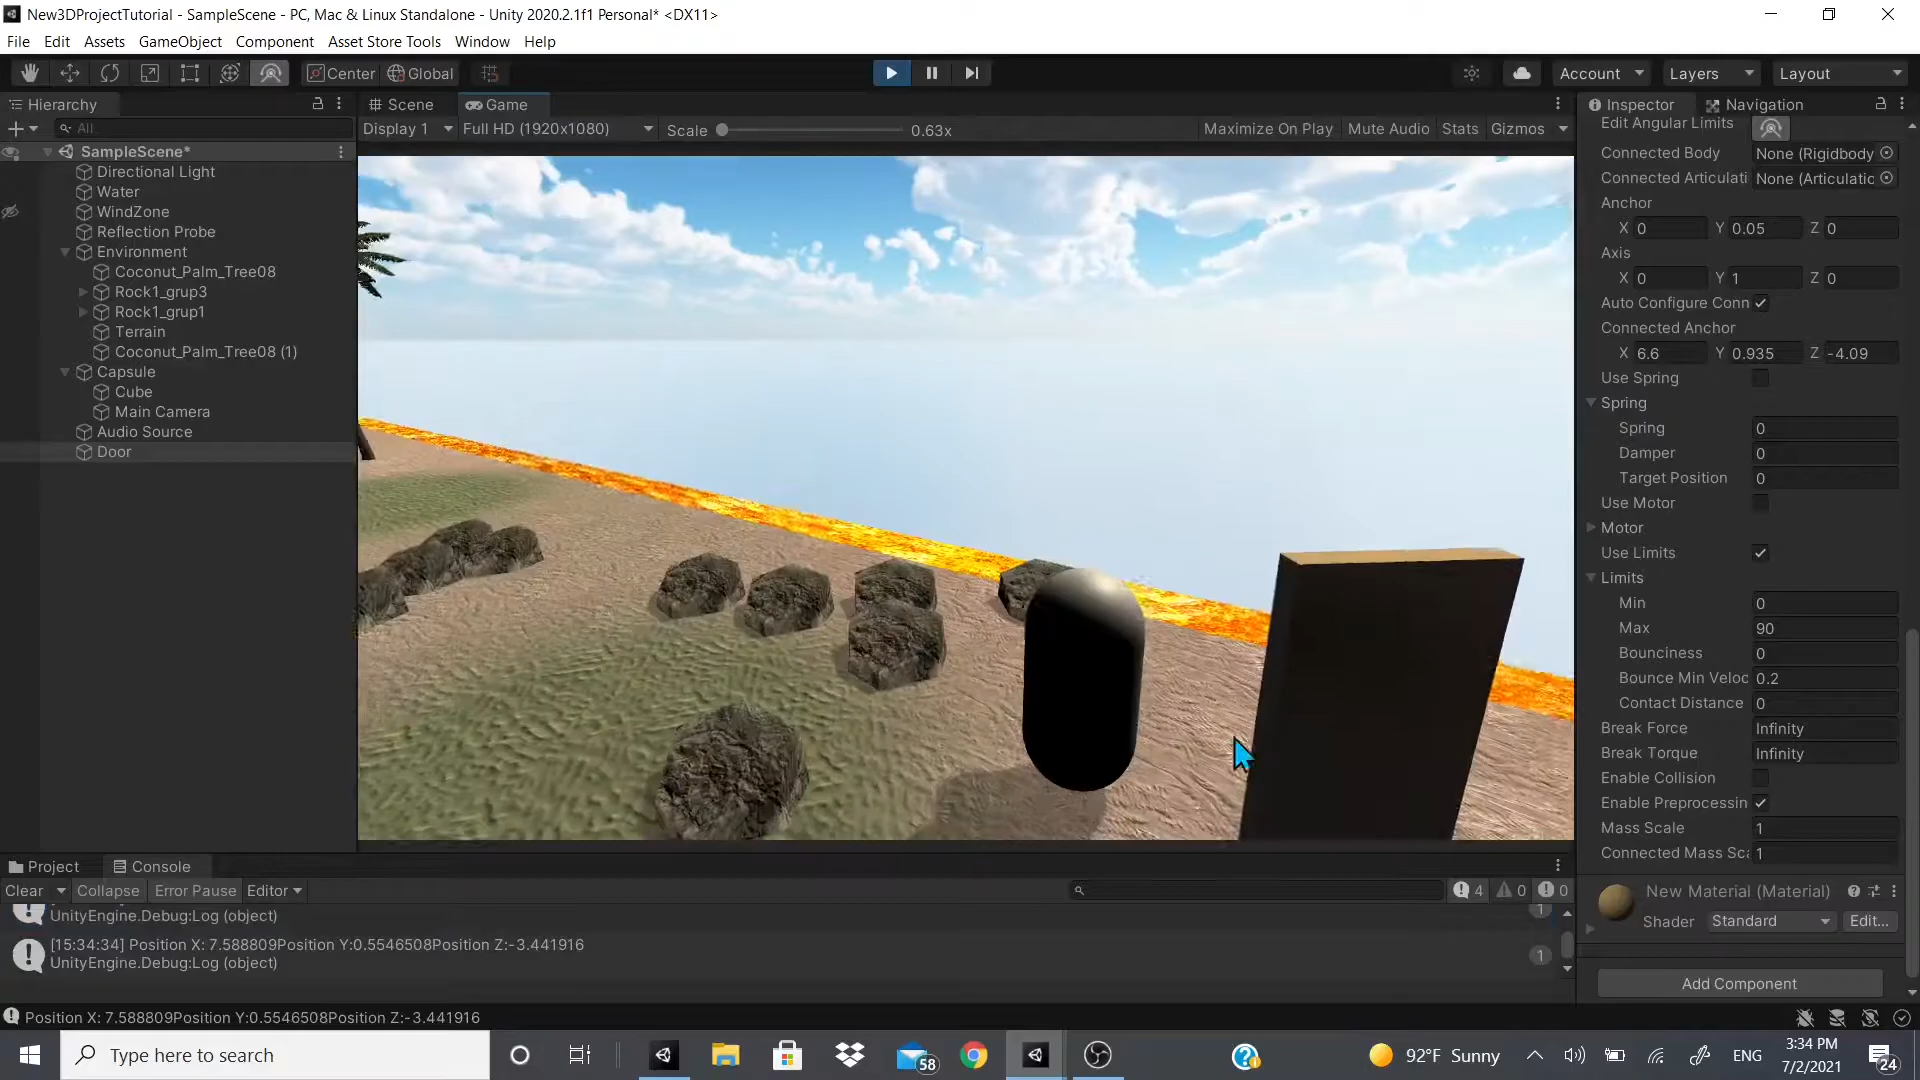 New3DProjectTutorial - SampleScene - PC, Mac & Linux Standalone - Unity 2020.2.1f1 Personal* <DX11>
File Edit Assets GameObject Component Asset Store Tools Window Help
Center Global Account Layers Layout
Hierarchy Scene Game Inspector Navigation
All Display 1 Full HD (1920x1080) Scale 0.63x Maximize On Play Mute Audio Stats Gizmos
SampleScene*
Directional Light
Water
WindZone
Reflection Probe
Environment
Coconut_Palm_Tree08
Rock1_grup3
Rock1_grup1
Terrain
Coconut_Palm_Tree08 (1)
Capsule
Cube
Main Camera
Audio Source
Door
Edit Angular Limits
Connected Body None (Rigidbody
Connected Articulati None (Articulatic
Anchor
X 0 Y 0.05 Z 0
Axis
X 0 Y 1 Z 0
Auto Configure Conn
Connected Anchor
X 6.6 Y 0.935 Z -4.09
Use Spring
Spring
Spring 0
Damper 0
Target Position 0
Use Motor
Motor
Use Limits
Limits
Min 0
Max 90
Bounciness 0
Bounce Min Veloc 0.2
Contact Distance 0
Break Force Infinity
Break Torque Infinity
Enable Collision
Enable Preprocessin
Mass Scale 1
Connected Mass Sca 1
New Material (Material)
Shader Standard Edit...
Add Component
Project Console
Clear Collapse Error Pause Editor 4 0 0
UnityEngine.Debug:Log (object) 1
[15:34:34] Position X: 7.588809Position Y:0.5546508Position Z:-3.441916
UnityEngine.Debug:Log (object) 1
Position X: 7.588809Position Y:0.5546508Position Z:-3.441916
Type here to search 58 92°F Sunny ENG 3:34 PM
7/2/2021 24